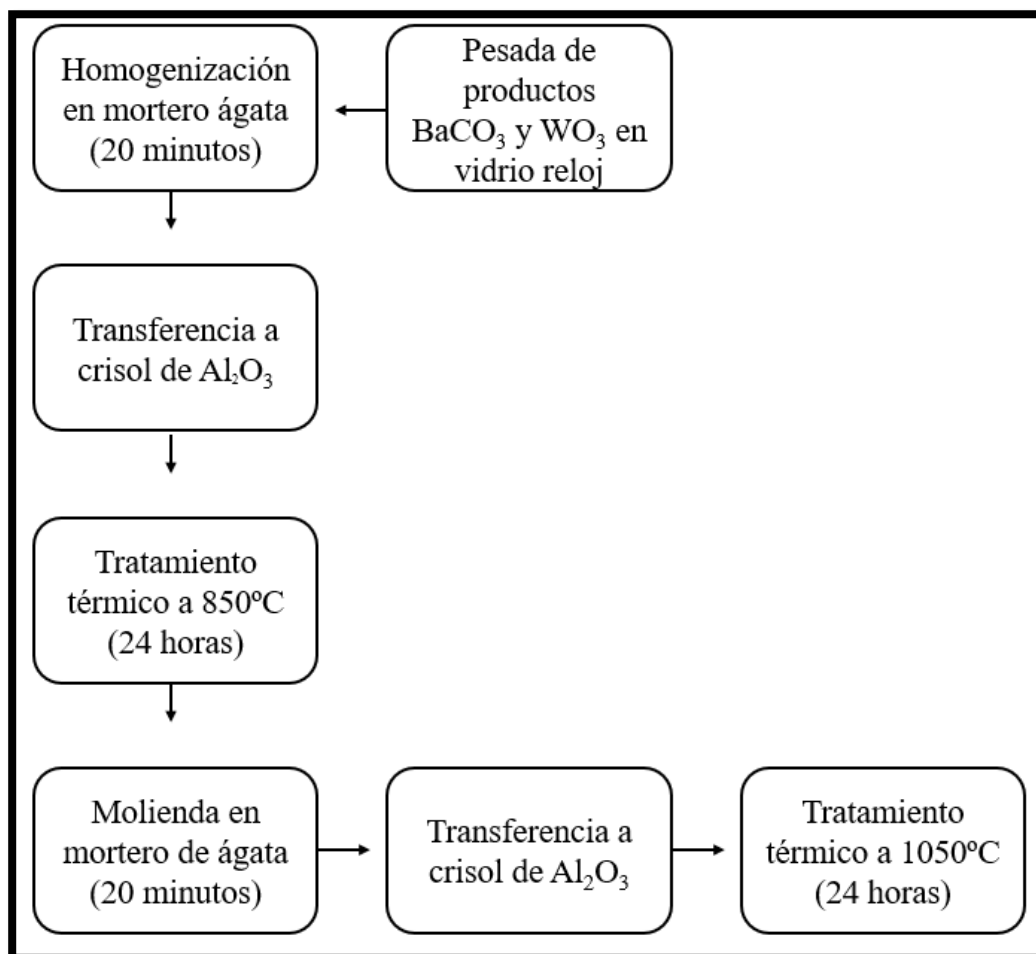 Homogenización
en mortero ágata
(20 minutos)
Pesada de
productos
BaCO₃ y WO₃ en
vidrio reloj
Transferencia a
crisol de Al₂O₃
Tratamiento
térmico a 850ºC
(24 horas)
Molienda en
mortero de ágata
(20 minutos)
Transferencia a
crisol de Al₂O₃
Tratamiento
térmico a 1050ºC
(24 horas)